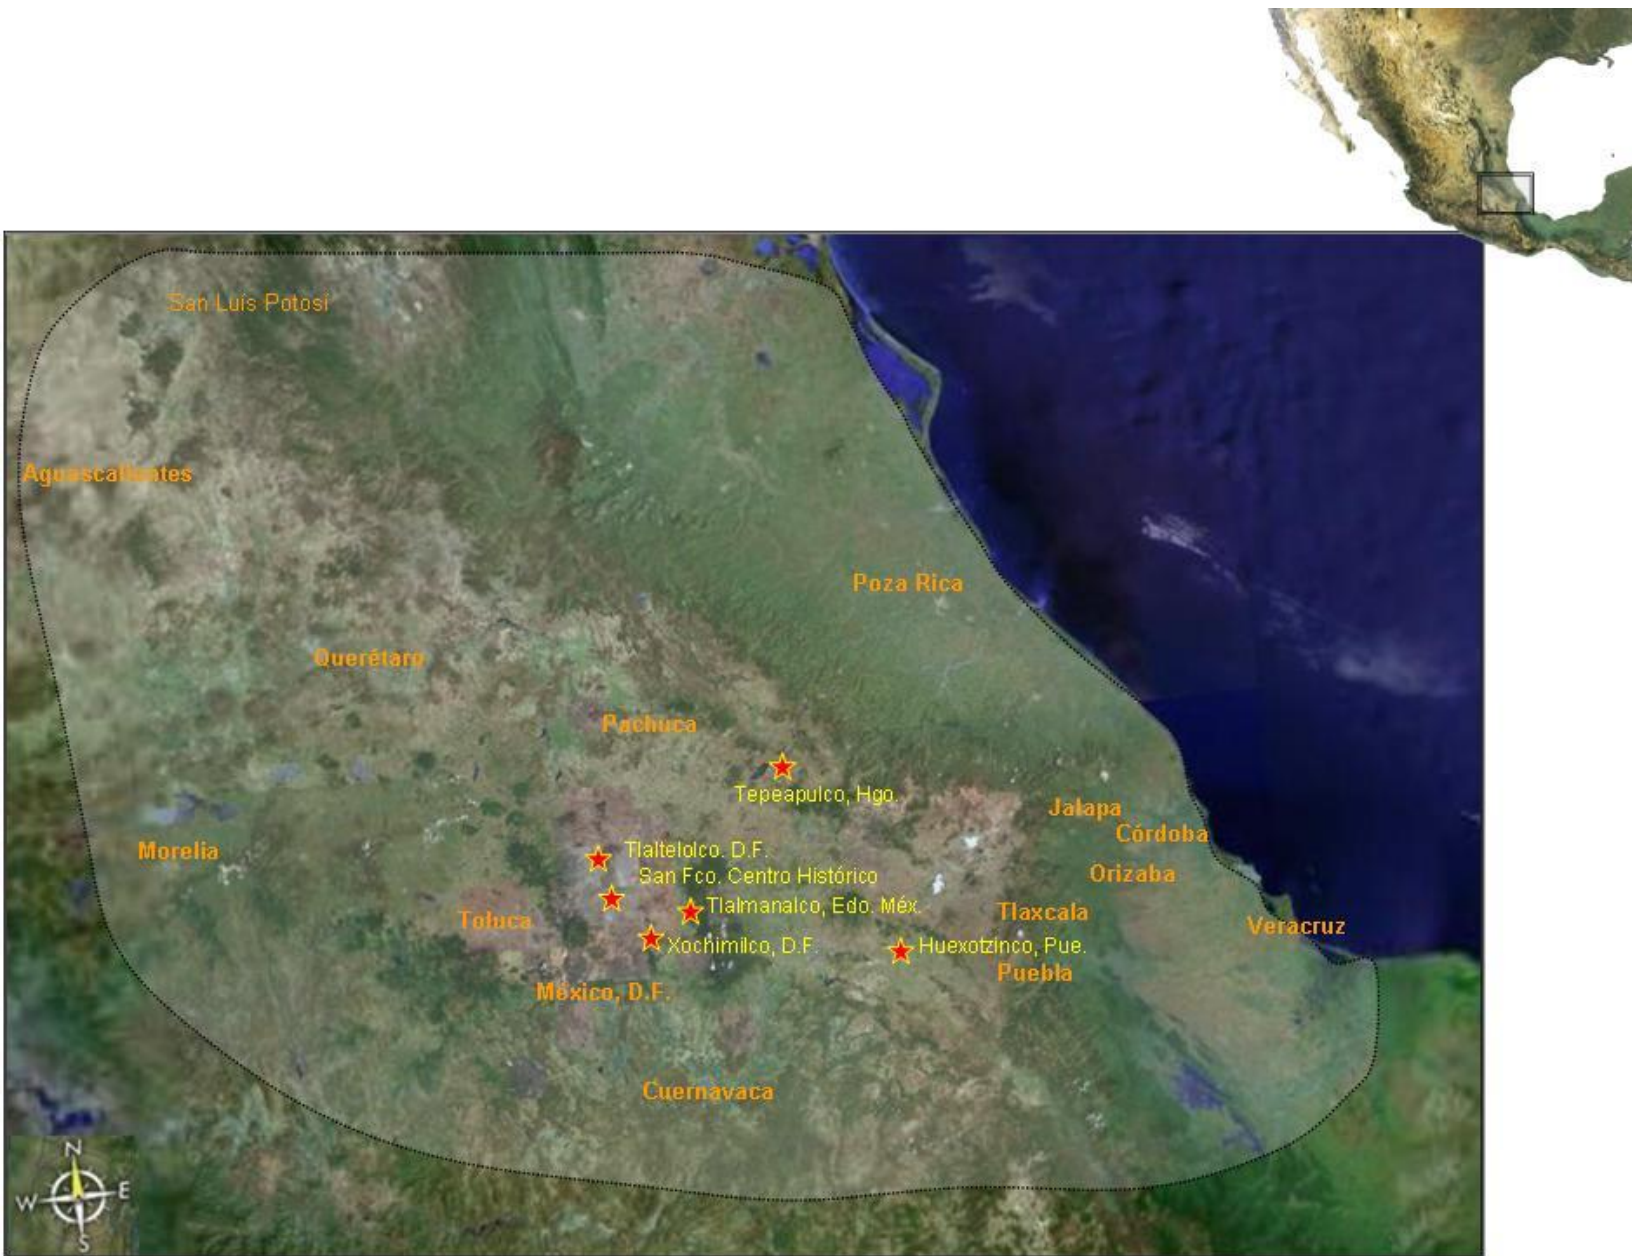 San Luis Potosí
Aguascalientes
Poza Rica
Querétaro
Pachuca
Tepeapulco, Hgo.
Jalapa
Córdoba
Morelia
Tlaltelolco. D.F.
San Fco. Centro Histórico
Orizaba
Toluca
Tlalmanalco, Edo. Méx.
Tlaxcala
Veracruz
Xochimilco, D.F.
Huexotzinco, Pue.
Puebla
México, D.F.
Cuernavaca
N
W
E
S